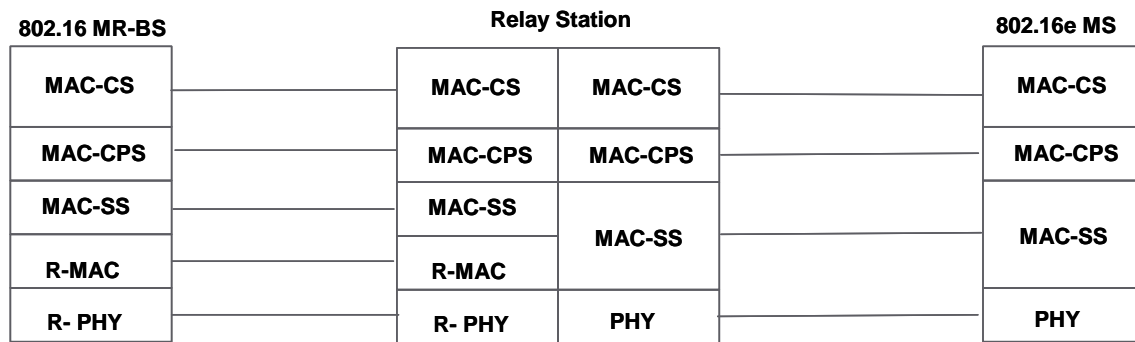 802.16 MR-BS
Relay Station
802.16e MS
MAC-CS
MAC-CS
MAC-CS
MAC-CS
MAC-CPS
MAC-CPS
MAC-CPS
MAC-CPS
MAC-SS
MAC-SS
MAC-SS
MAC-SS
R-MAC
R-MAC
R- PHY
R- PHY
PHY
PHY